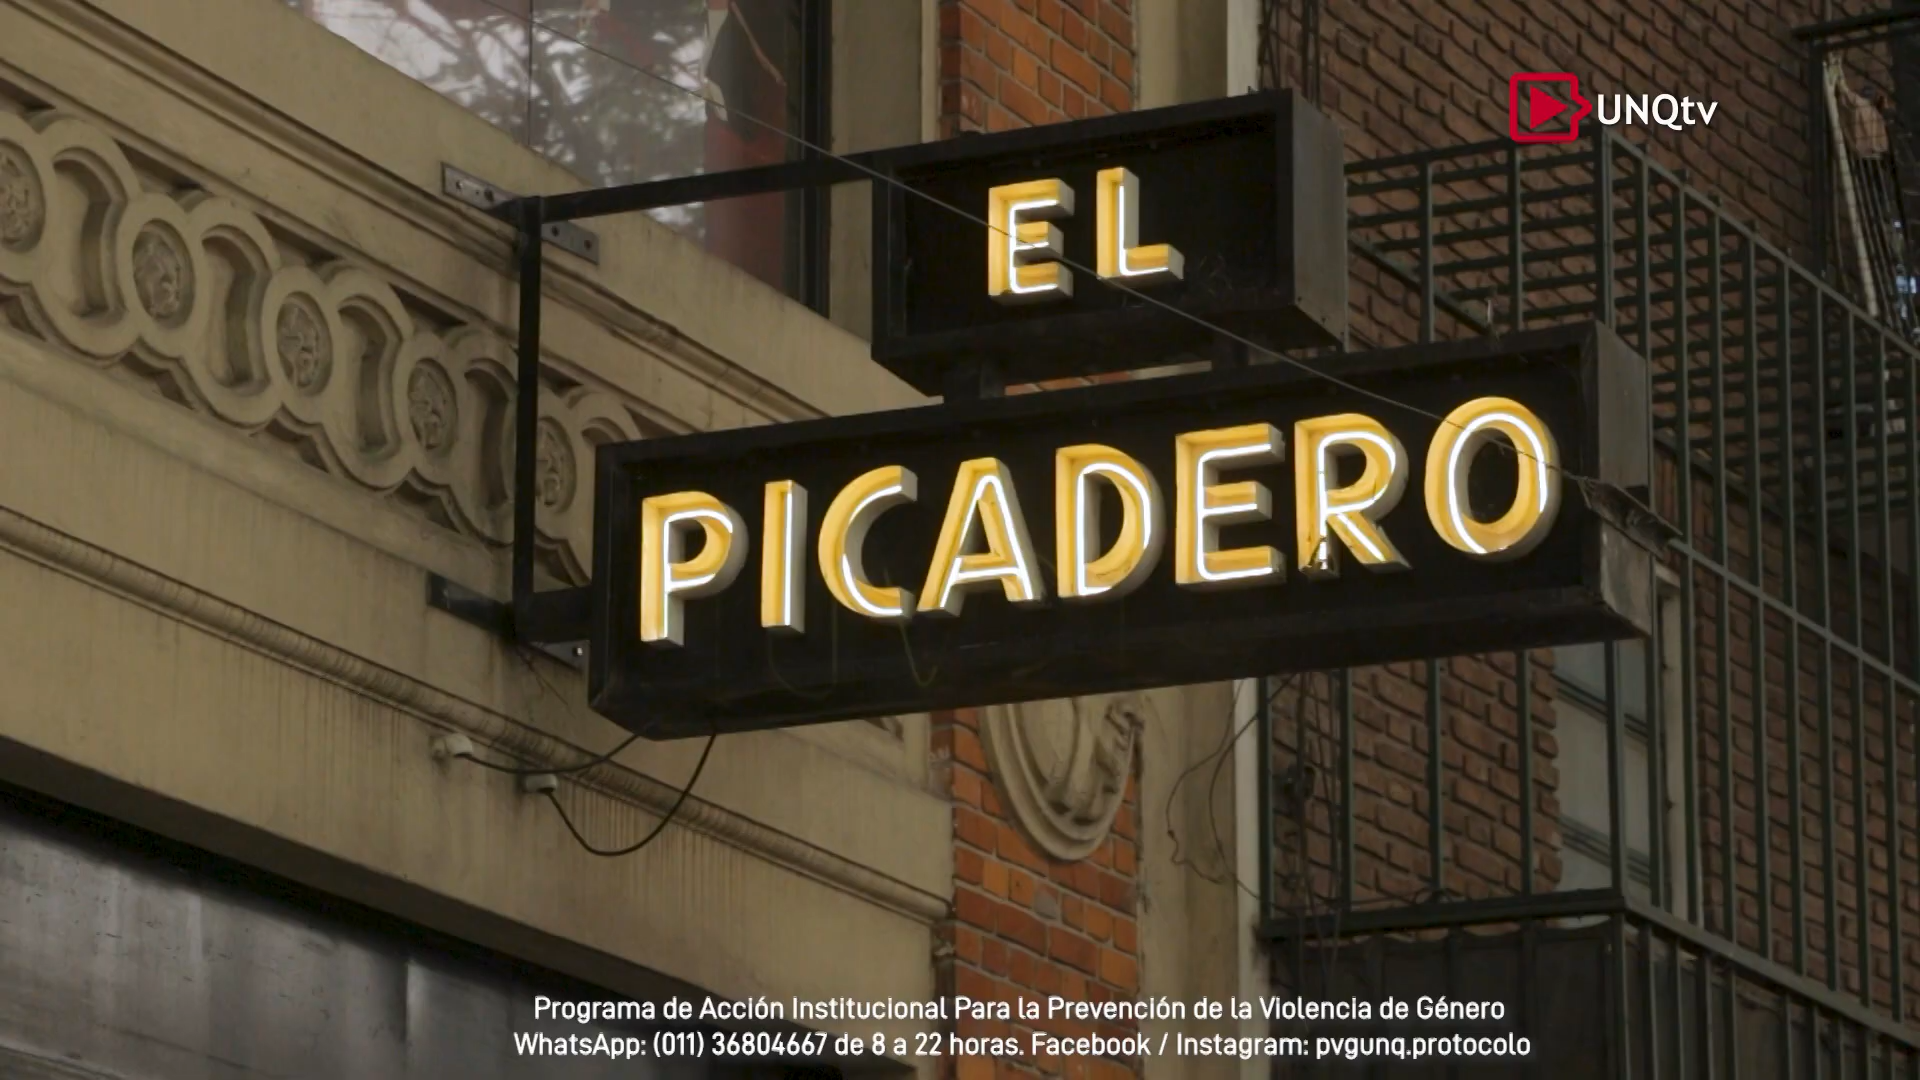 UNQtv
EL
PICADERO
Programa de Acción Institucional Para la Prevención de la Violencia de Género
WhatsApp: (011) 36804667 de 8 a 22 horas. Facebook / Instagram: pvgunq.protocolo